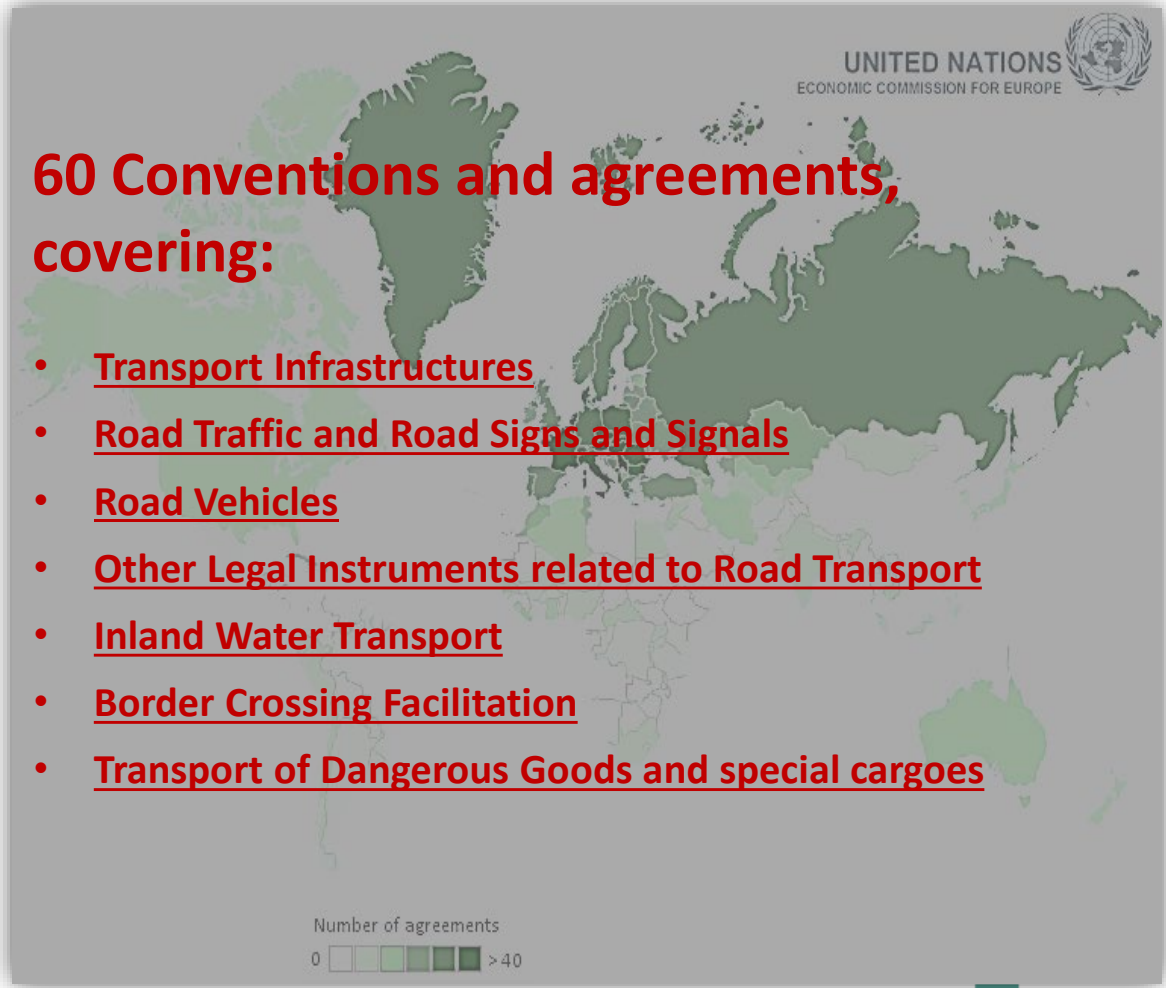 UNITED NATIONS
ECONOMIC COMMISSION FOR EUROPE
60 Conventions and agreements,
covering:
• Transport Infrastructures
• Road Traffic and Road Signs and Signals
• Road Vehicles
• Other Legal Instruments related to Road Transport
• Inland Water Transport
• Border Crossing Facilitation
• Transport of Dangerous Goods and special cargoes
Number of agreements
0 >40